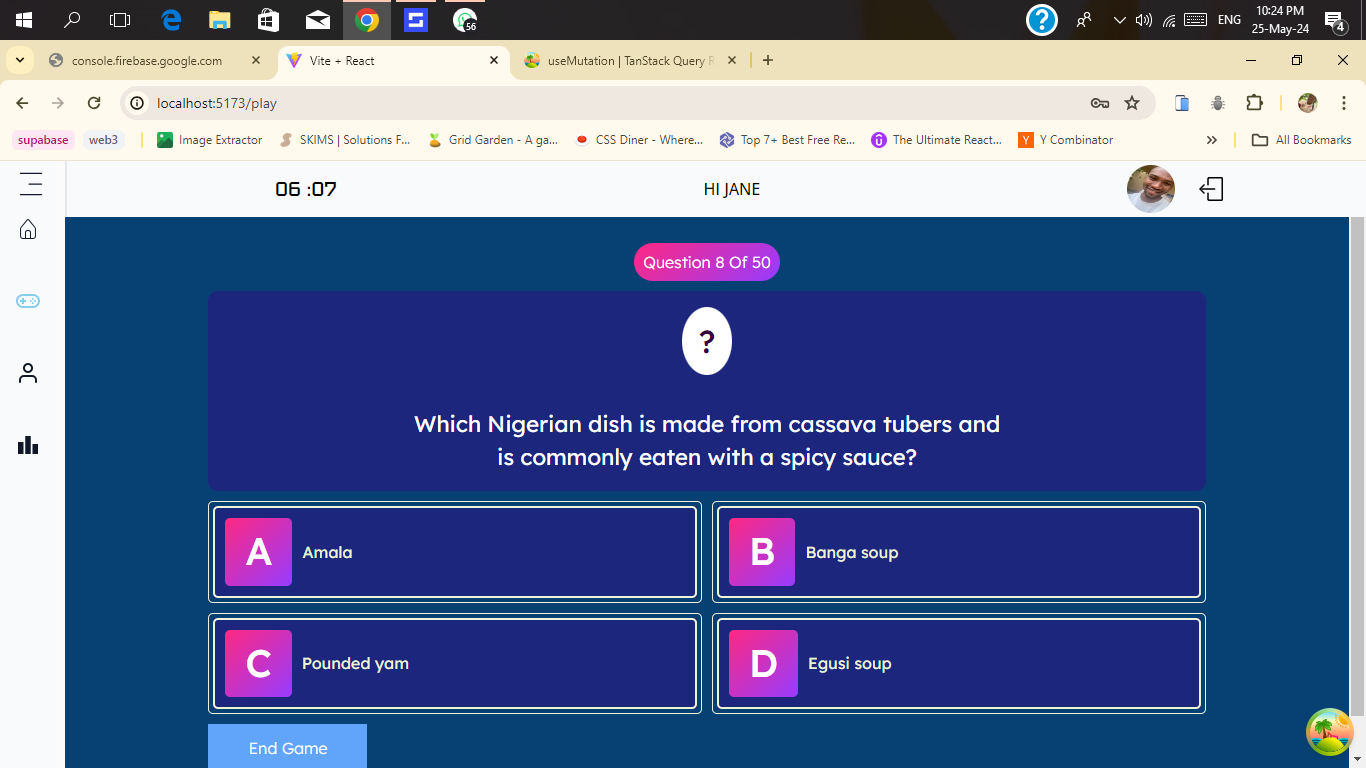 10:24 PM
ENG
25-May-24
56
4
console.firebase.google.com
Vite + React
useMutation | TanStack Query R
localhost:5173/play
supabase
web3
Image Extractor
SKIMS | Solutions F...
Grid Garden - A ga...
CSS Diner - Where...
Top 7+ Best Free Re...
The Ultimate React...
Y Combinator
All Bookmarks
06 :07
HI JANE
Question 8 Of 50
?
Which Nigerian dish is made from cassava tubers and
is commonly eaten with a spicy sauce?
A Amala
B Banga soup
C Pounded yam
D Egusi soup
End Game